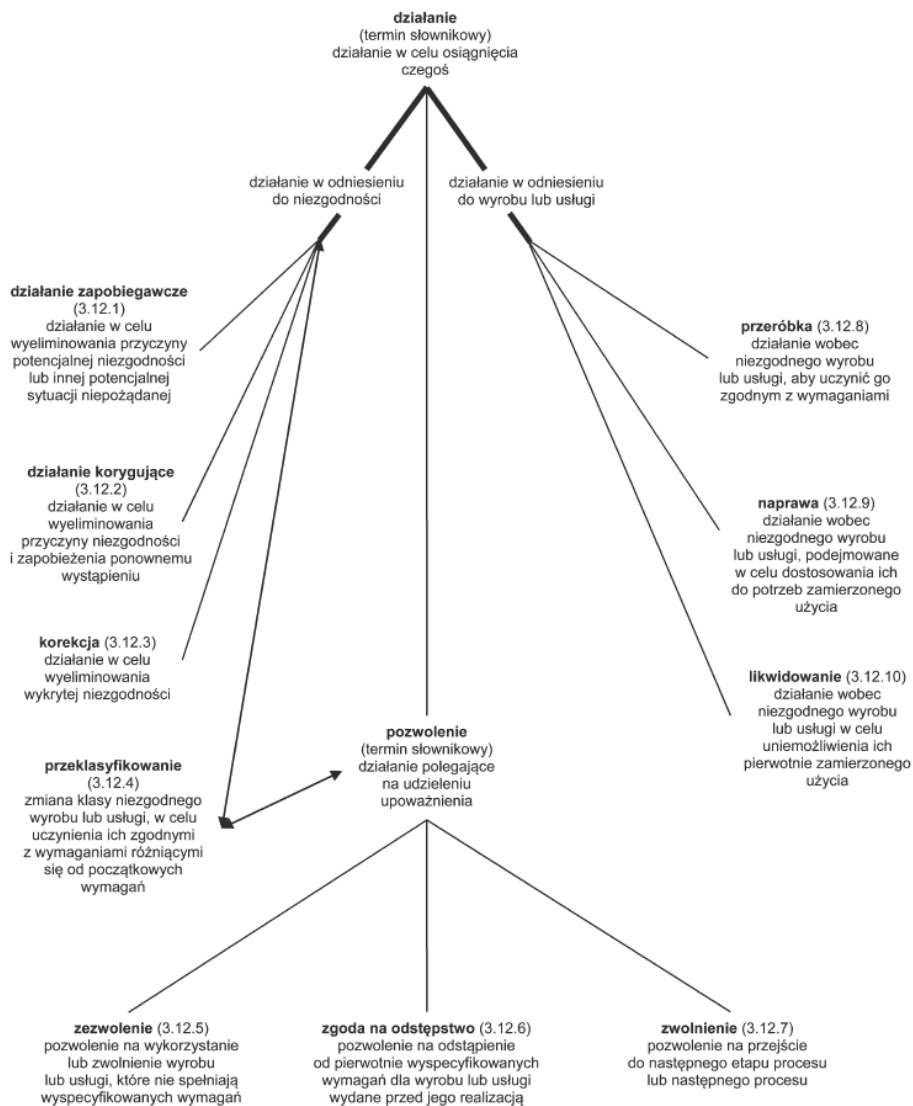 działanie
(termin słownikowy)
działanie w celu osiągnięcia
czegoś
działanie w odniesieniu
do niezgodności
działanie w odniesieniu
do wyrobu lub usługi
działanie zapobiegawcze
(3.12.1)
działanie w celu
wyeliminowania przyczyny
potencjalnej niezgodności
lub innej potencjalnej
sytuacji niepożądanej
przeróbka (3.12.8)
działanie wobec
niezgodnego wyrobu
lub usługi, aby uczynić go
zgodnym z wymaganiami
działanie korygujące
(3.12.2)
działanie w celu
wyeliminowania
przyczyny niezgodności
i zapobieżenia ponownemu
wystąpieniu
naprawa (3.12.9)
działanie wobec
niezgodnego wyrobu
lub usługi, podejmowane
w celu dostosowania ich
do potrzeb zamierzonego
użycia
korekcja (3.12.3)
działanie w celu
wyeliminowania
wykrytej niezgodności
likwidowanie (3.12.10)
działanie wobec
niezgodnego wyrobu
lub usługi w celu
uniemożliwienia ich
pierwotnie zamierzonego
użycia
przeklasyfikowanie
(3.12.4)
zmiana klasy niezgodnego
wyrobu lub usługi, w celu
uczynienia ich zgodnymi
z wymaganiami różniącymi
się od początkowych
wymagań
pozwolenie
(termin słownikowy)
działanie polegające
na udzieleniu
upoważnienia
zezwolenie (3.12.5)
pozwolenie na wykorzystanie
lub zwolnienie wyrobu
lub usługi, które nie spełniają
wyspecyfikowanych wymagań
zgoda na odstępstwo (3.12.6)
pozwolenie na odstąpienie
od pierwotnie wyspecyfikowanych
wymagań dla wyrobu lub usługi
wydane przed jego realizacją
zwolnienie (3.12.7)
pozwolenie na przejście
do następnego etapu procesu
lub następnego procesu